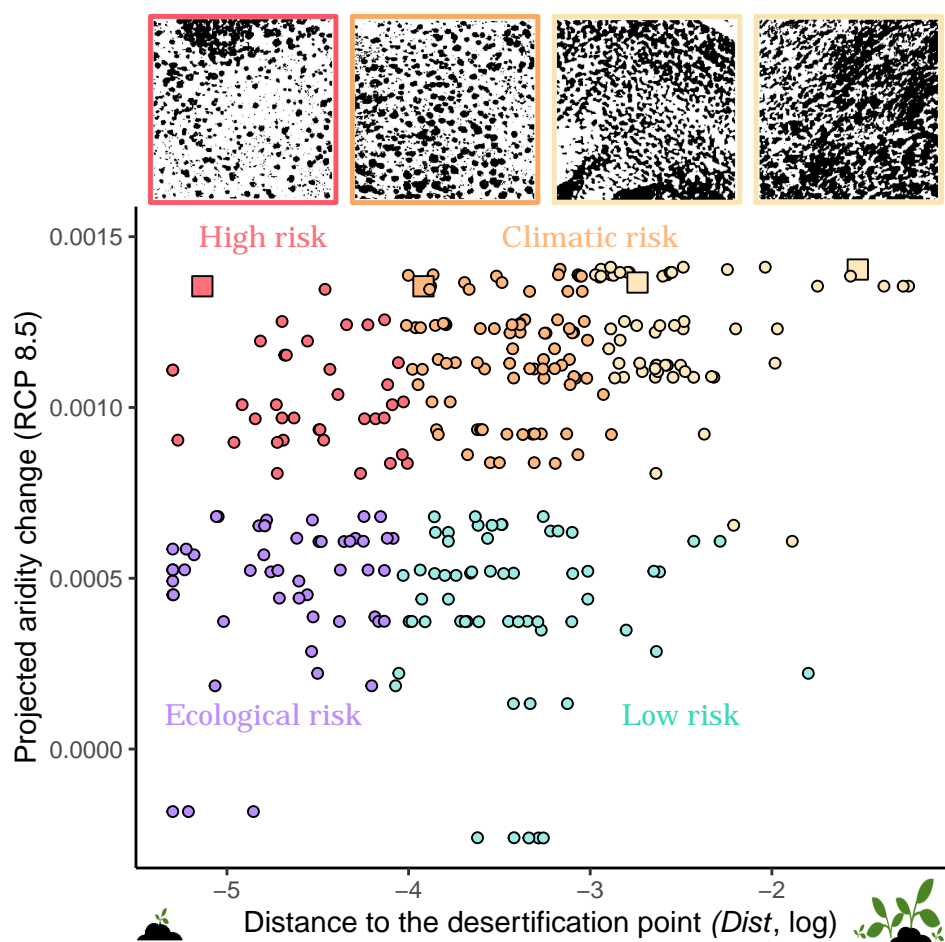 High risk
Climatic risk
Ecological risk
Low risk
Projected aridity change (RCP 8.5)
0.0015
0.0010
0.0005
0.0000
−5
−4
−3
−2
Distance to the desertification point (Dist, log)